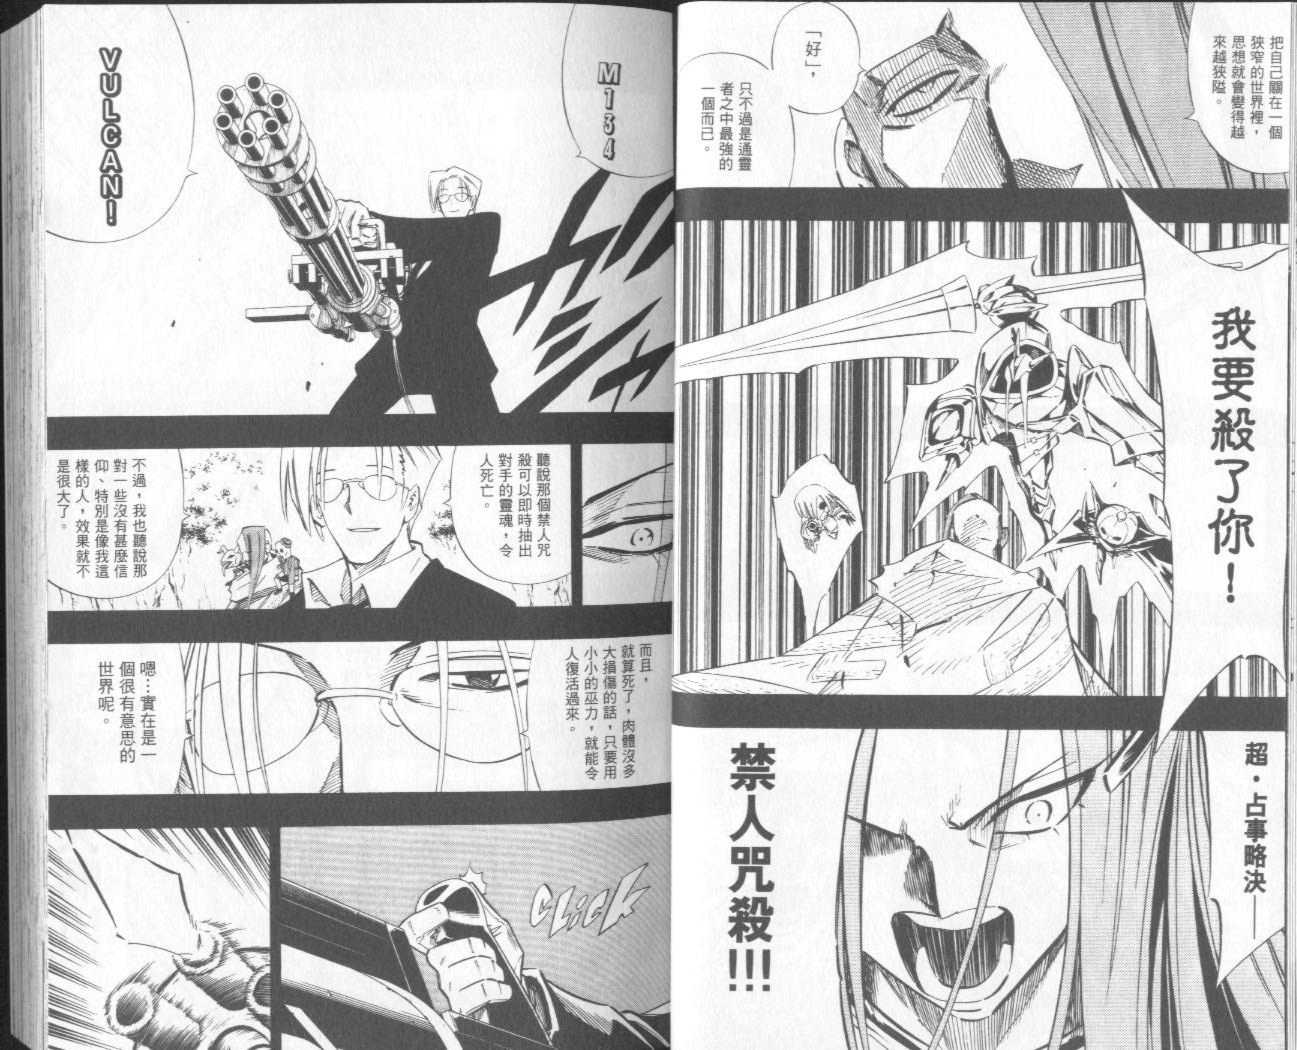 把自己關在一個
狹窄的世界裡，
思想就會變得越
來越狹隘。
「好」，
只不過是通靈
者之中最強的
一個而已。
我要殺了你！
超・占事略決——
禁人咒殺!!!
M134
VULCAN!
聽說那個禁人咒
殺可以即時抽出
對手的靈魂，令
人死亡。
不過，我也聽說那
對一些沒有甚麼信
仰、特別是像我這
樣的人，效果就不
是很大了。
而且，
就算死了，肉體沒多
大損傷的話，只要用
小小的巫力，就能令
人復活過來。
嗯…實在是一
個很有意思的
世界呢。
CLICK